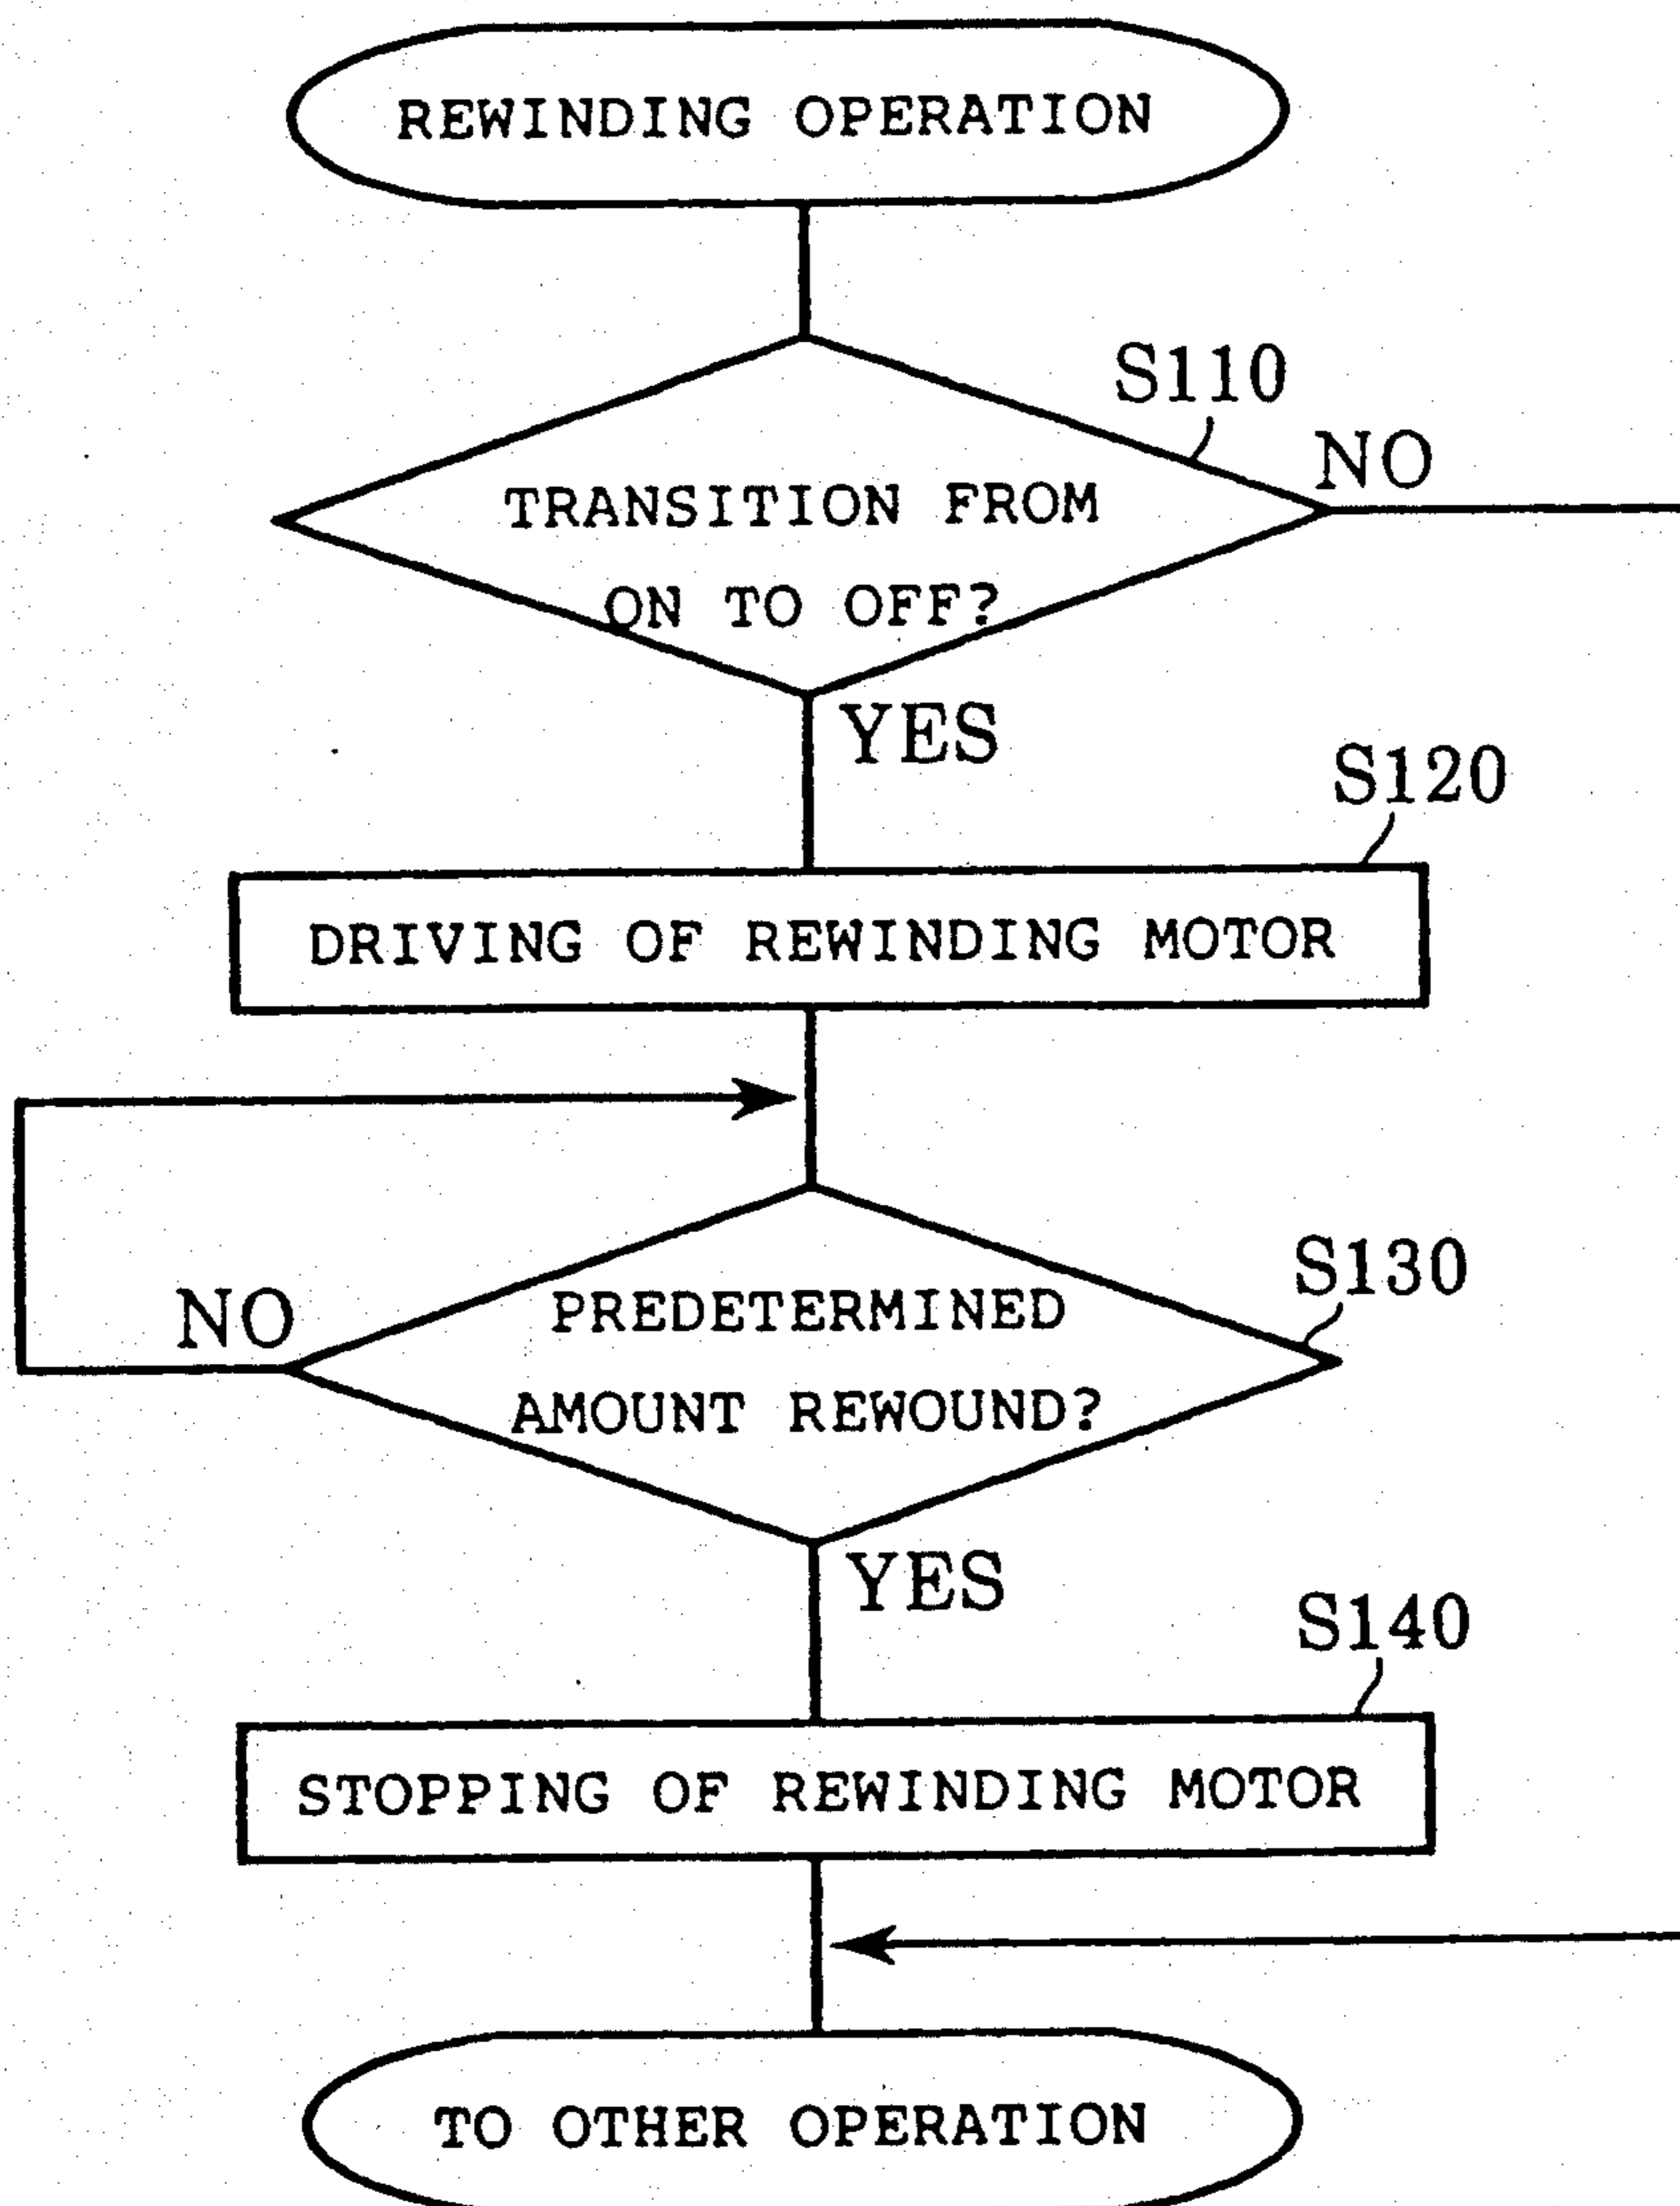 REWINDING OPERATION
S110
NO
TRANSITION FROM
ON TO OFF?
YES
S120
DRIVING OF REWINDING MOTOR
S130
NO
PREDETERMINED
AMOUNT REWOUND?
YES
S140
STOPPING OF REWINDING MOTOR
TO OTHER OPERATION